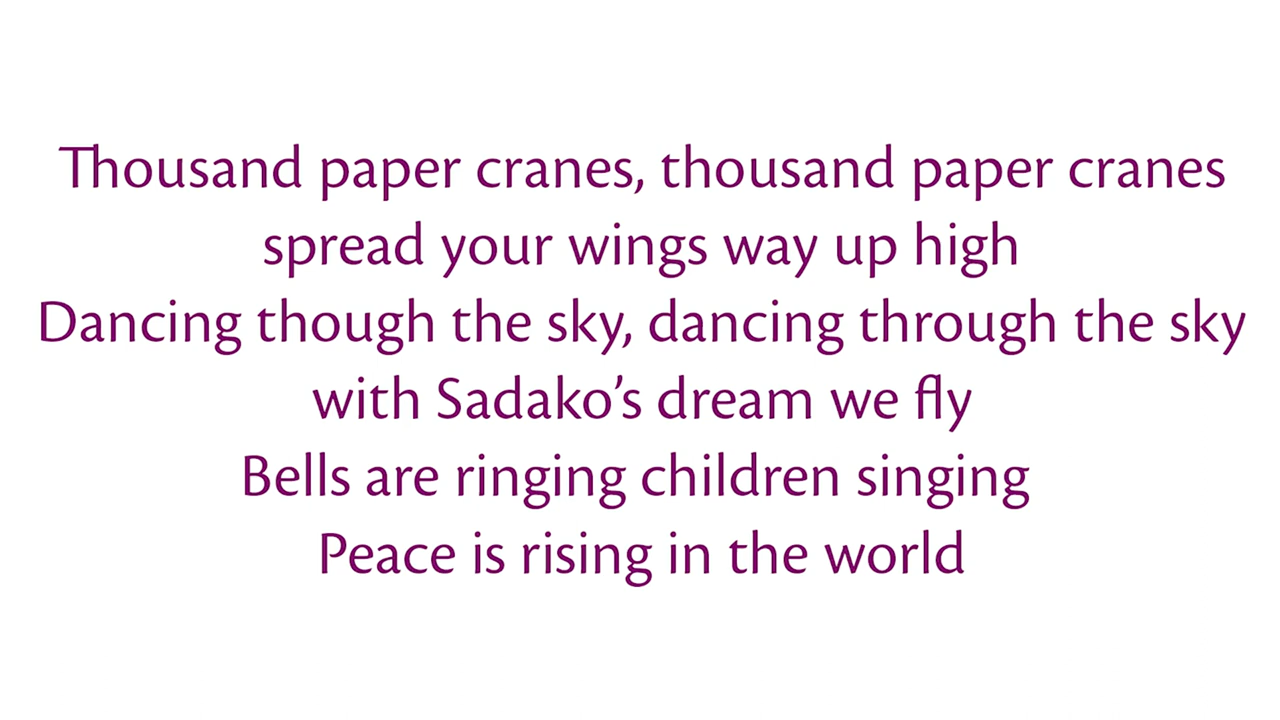 Thousand paper cranes, thousand paper cranes
spread your wings way up high
Dancing though the sky, dancing through the sky
with Sadako’s dream we fly
Bells are ringing children singing
Peace is rising in the world